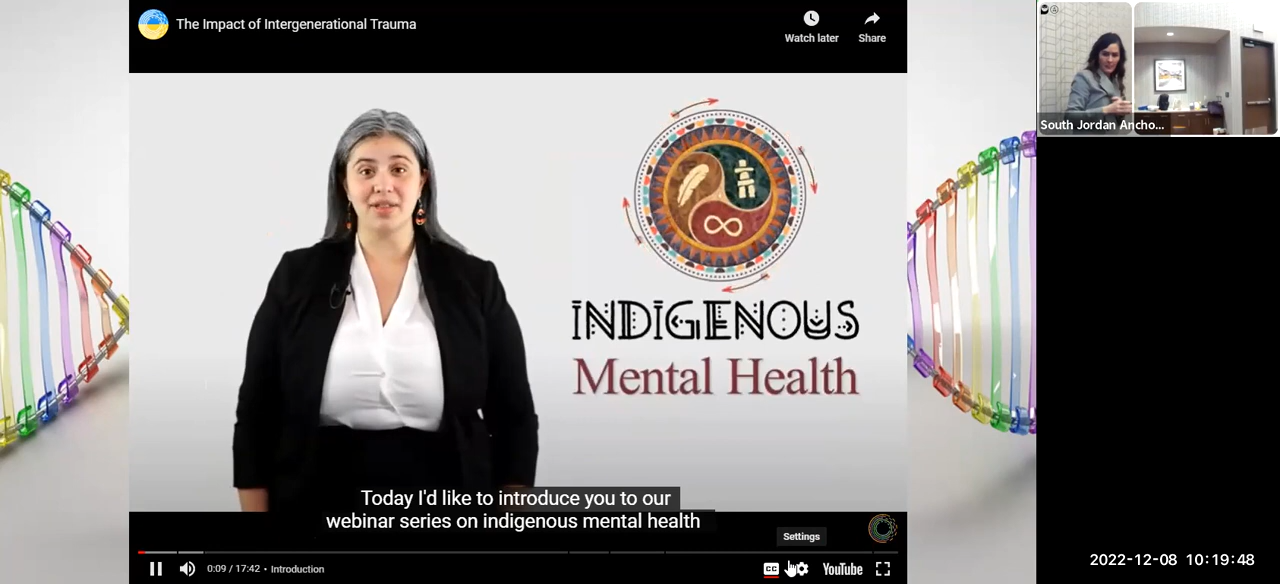 The Impact of Intergenerational Trauma
Watch later
Share
South Jordan Ancho...
INDIGENOUS
Mental Health
Today I'd like to introduce you to our
webinar series on indigenous mental health
Settings
0:09 / 17:42 • Introduction
CC
YouTube
2022-12-08 10:19:48